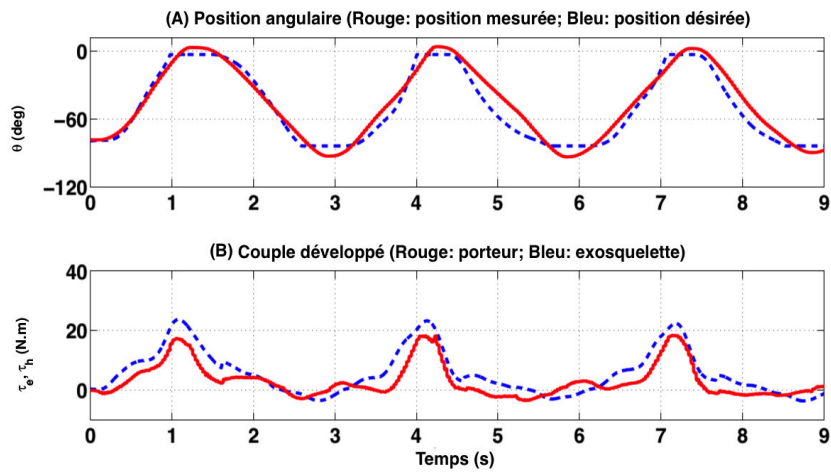 (A) Position angulaire (Rouge: position mesurée; Bleu: position désirée)
0
−60
−120
θ (deg)
0 1 2 3 4 5 6 7 8 9
(B) Couple développé (Rouge: porteur; Bleu: exosquelette)
40
20
0
τe, τh (N.m)
0 1 2 3 4 5 6 7 8 9
Temps (s)